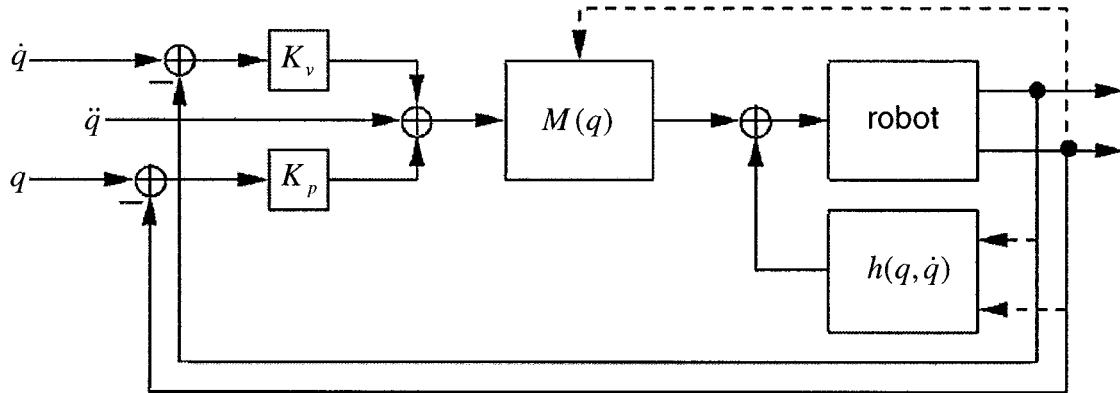 q̇
K_v
q̈
M(q)
robot
q
K_p
h(q, q̇)